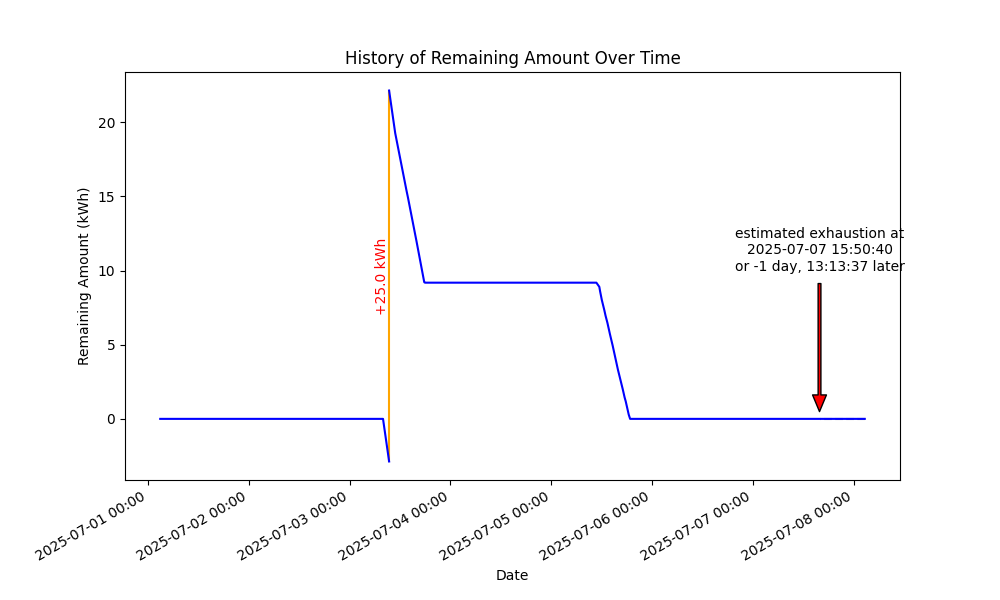 History of Remaining Amount Over Time
Remaining Amount (kWh)
20
15
10
5
0
+25.0 kWh
estimated exhaustion at
2025-07-07 15:50:40
or -1 day, 13:13:37 later
2025-07-01 00:00
2025-07-02 00:00
2025-07-03 00:00
2025-07-04 00:00
2025-07-05 00:00
2025-07-06 00:00
2025-07-07 00:00
2025-07-08 00:00
Date